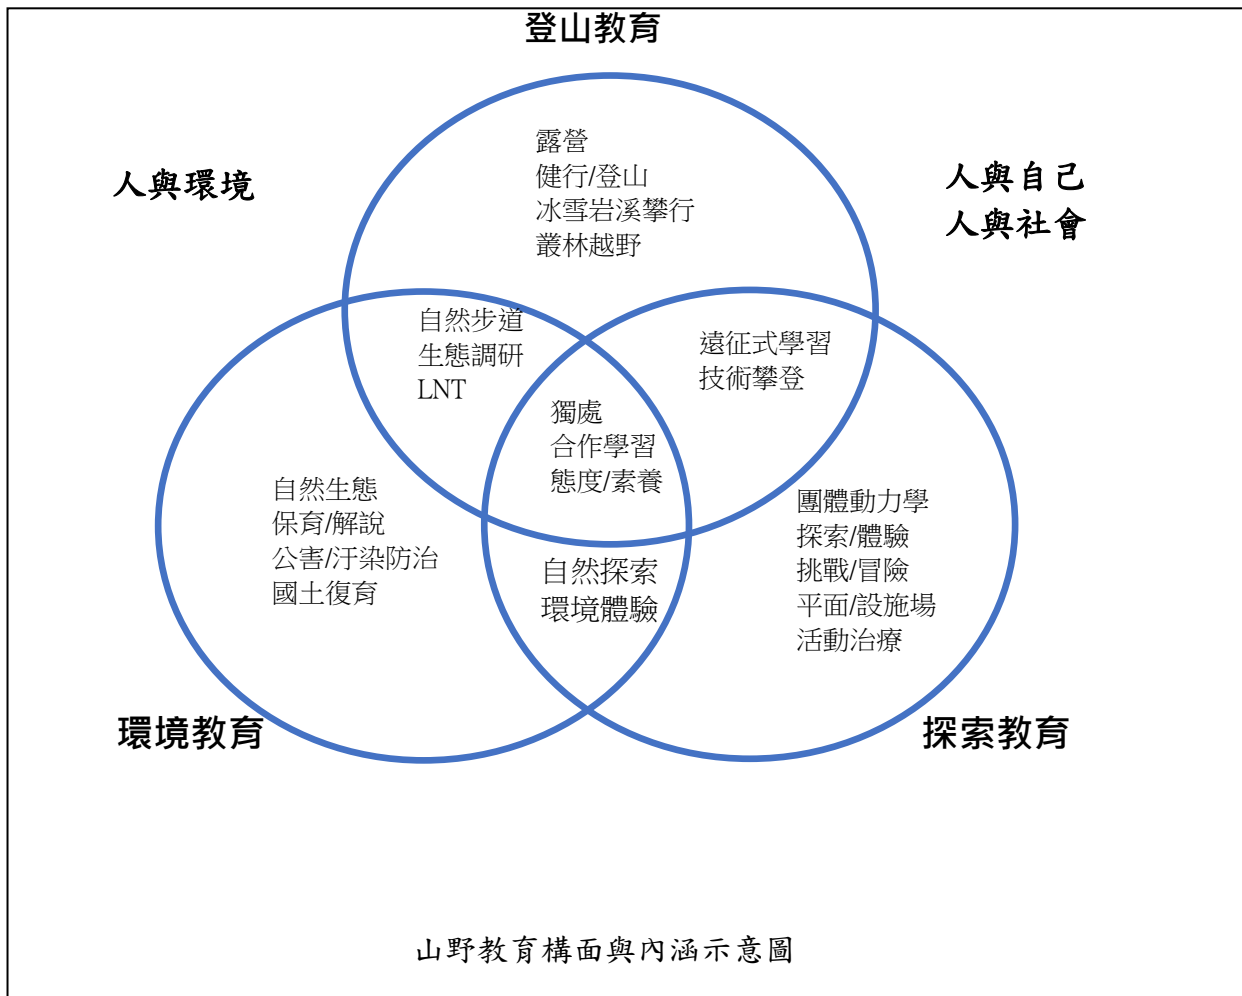 登山教育
露營
健行/登山
冰雪岩溪攀行
叢林越野
人與環境
人與自己
人與社會
自然步道
生態調研
LNT
遠征式學習
技術攀登
獨處
合作學習
態度/素養
自然生態
保育/解說
公害/汙染防治
國土復育
團體動力學
探索/體驗
挑戰/冒險
平面/設施場
活動治療
自然探索
環境體驗
環境教育
探索教育
山野教育構面與內涵示意圖